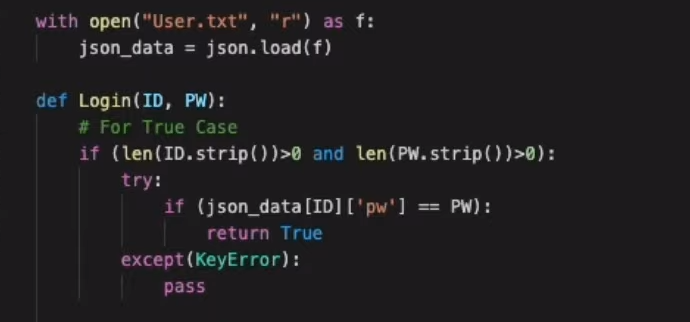 with open("User.txt", "r") as f:
    json_data = json.load(f)

def Login(ID, PW):
    # For True Case
    if (len(ID.strip())>0 and len(PW.strip())>0):
        try:
            if (json_data[ID]['pw'] == PW):
                return True
        except(KeyError):
            pass